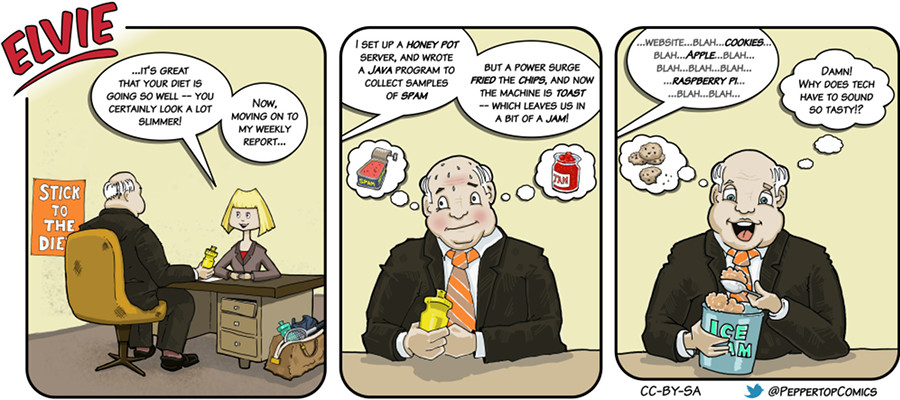 ELVIE
...IT'S GREAT
THAT YOUR DIET IS
GOING SO WELL -- YOU
CERTAINLY LOOK A LOT
SLIMMER!
NOW,
MOVING ON TO
MY WEEKLY
REPORT...
STICK
TO
THE
DIE
I SET UP A HONEY POT
SERVER, AND WROTE
A JAVA PROGRAM TO
COLLECT SAMPLES
OF SPAM
BUT A POWER SURGE
FRIED THE CHIPS, AND NOW
THE MACHINE IS TOAST
-- WHICH LEAVES US IN
A BIT OF A JAM!
SPAM
JAM
...WEBSITE...BLAH...COOKIES...
BLAH...APPLE...BLAH...
BLAH...BLAH...BLAH...
...RASPBERRY PI...
...BLAH...BLAH...
DAMN!
WHY DOES TECH
HAVE TO SOUND
SO TASTY!?
ICE
AM
CC-BY-SA @PEPPERTOPCOMICS